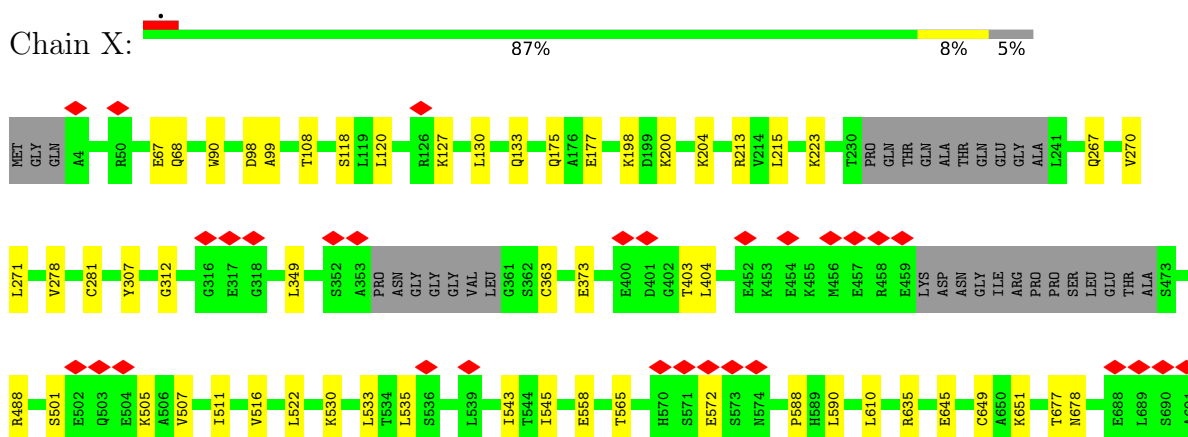 Chain X:
87% 8% 5%
MET GLY GLN A4 R50 E67 Q68 W90 D98 A99 T108 S118 L119 L120 R126 K127 L130 Q133 Q175 A176 E177 K198 D199 K200 K204 R213 V214 L215 K223 T230 PRO GLN THR GLN ALA THR GLN GLU GLY ALA L241 Q267 V270
L271 V278 C281 Y307 G312 G316 E317 G318 L349 S352 A353 PRO ASN GLY GLY GLY VAL LEU G361 S362 C363 E373 E400 D401 G402 T403 L404 E452 K453 E454 K455 M456 E457 R458 E459 LYS ASP ASN GLY ILE ARG PRO PRO SER LEU GLU THR ALA S473
R488 S501 E502 Q503 E504 K505 A506 V507 I511 V516 L522 K530 L533 T534 L535 S536 L539 I543 T544 I545 E558 T565 H570 S571 E572 S573 N574 P588 H589 L590 L610 R635 E645 C649 A650 K651 T677 N678 E688 L689 S690